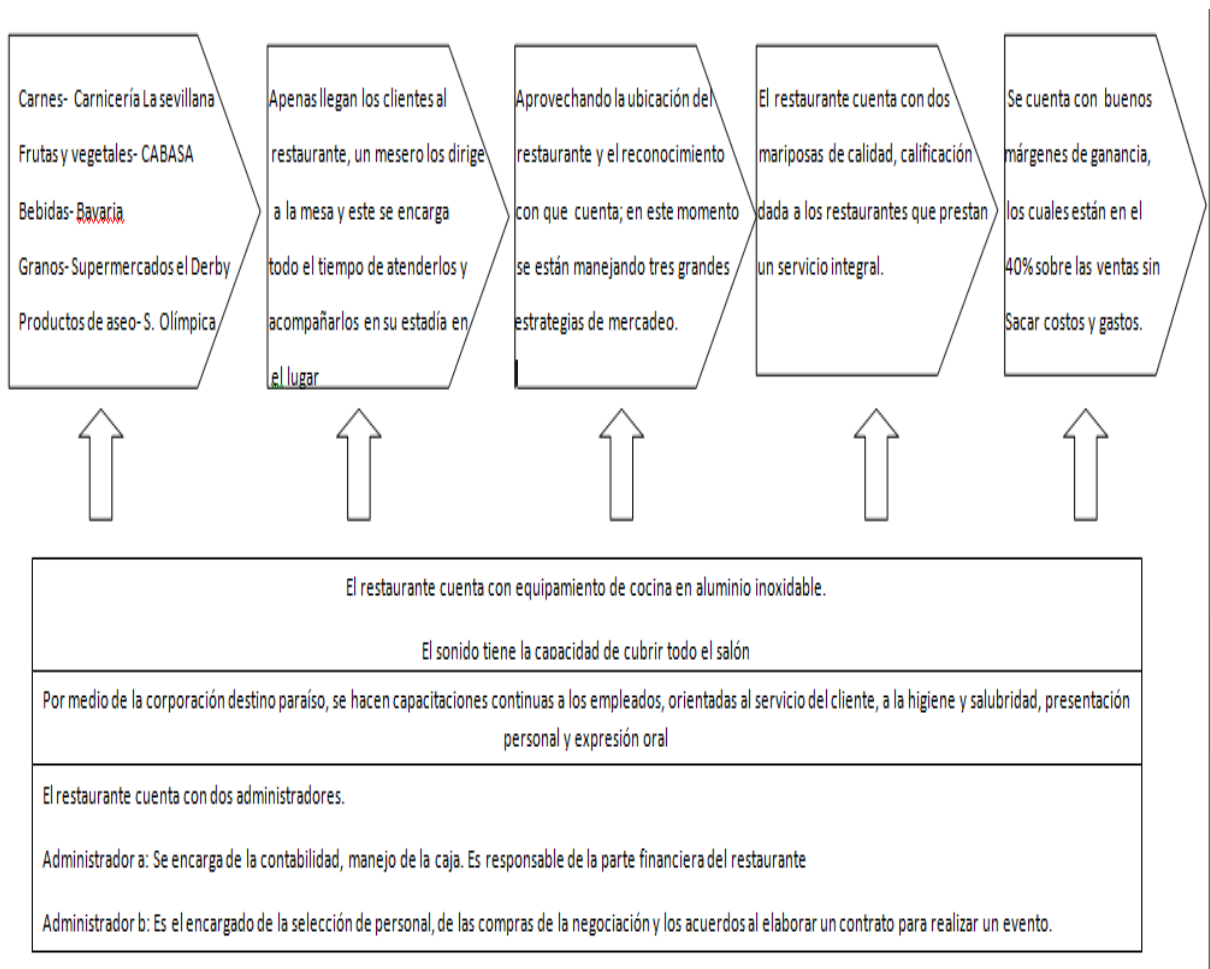 Carnes- Carnicería La sevillana
Frutas y vegetales- CABASA
Bebidas- Bavaria
Granos- Supermercados el Derby
Productos de aseo- S. Olímpica
Apenas llegan los clientes al
restaurante, un mesero los dirige
a la mesa y este se encarga
todo el tiempo de atenderlos y
acompañarlos en su estadía en
el lugar
Aprovechando la ubicación del
restaurante y el reconocimiento
con que cuenta; en este momento
se están manejando tres grandes
estrategias de mercadeo.
El restaurante cuenta con dos
mariposas de calidad, calificación
dada a los restaurantes que prestan
un servicio integral.
Se cuenta con buenos
márgenes de ganancia,
los cuales están en el
40% sobre las ventas sin
Sacar costos y gastos.
El restaurante cuenta con equipamiento de cocina en aluminio inoxidable.
El sonido tiene la capacidad de cubrir todo el salón
Por medio de la corporación destino paraíso, se hacen capacitaciones continuas a los empleados, orientadas al servicio del cliente, a la higiene y salubridad, presentación
personal y expresión oral
El restaurante cuenta con dos administradores.
Administrador a: Se encarga de la contabilidad, manejo de la caja. Es responsable de la parte financiera del restaurante
Administrador b: Es el encargado de la selección de personal, de las compras de la negociación y los acuerdos al elaborar un contrato para realizar un evento.